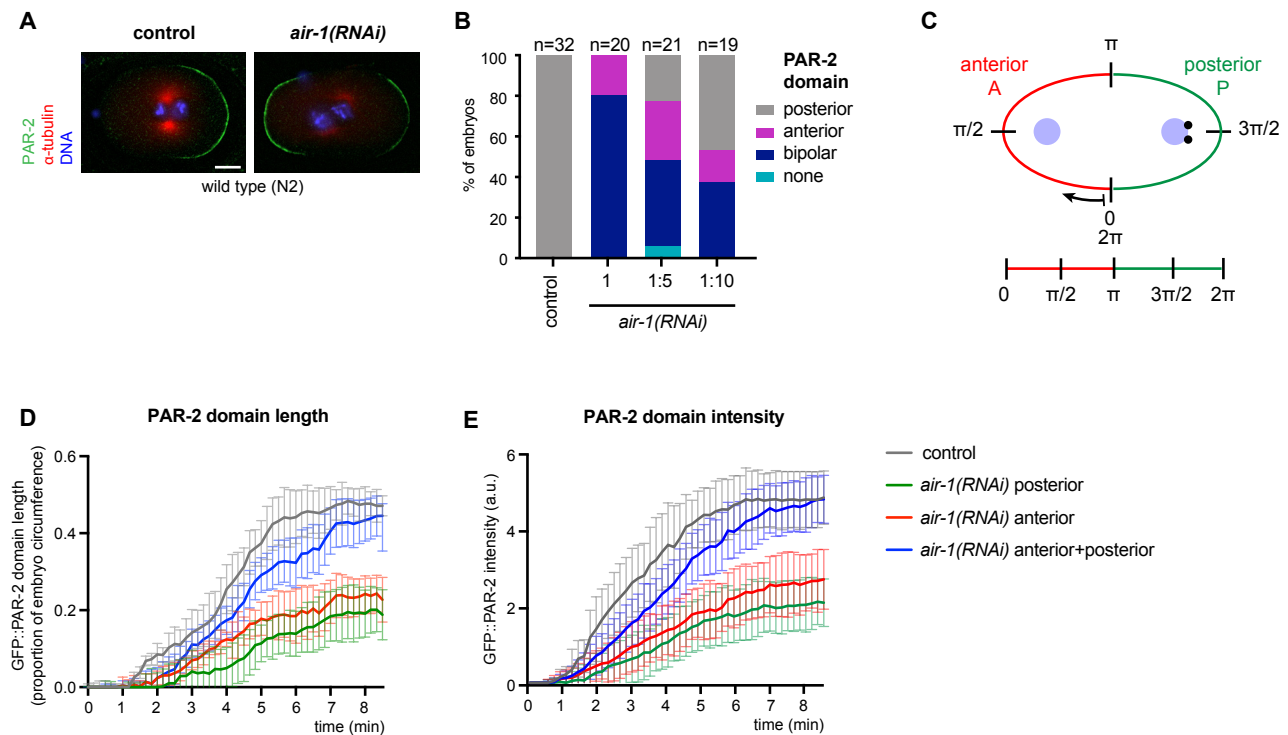 A
control
air-1(RNAi)
PAR-2
α-tubulin
DNA
wild type (N2)
B
n=32 n=20 n=21 n=19
% of embryos
100
80
60
40
20
0
control
1
1:5
1:10
air-1(RNAi)
PAR-2
domain
posterior
anterior
bipolar
none
C
π
anterior
A
posterior
P
π/2
3π/2
0
2π
0 π/2 π 3π/2 2π
D
PAR-2 domain length
GFP::PAR-2 domain length
(proportion of embryo circumference)
0.6
0.4
0.2
0.0
0 1 2 3 4 5 6 7 8
time (min)
E
PAR-2 domain intensity
GFP::PAR-2 intensity (a.u.)
6
4
2
0
0 1 2 3 4 5 6 7 8
time (min)
control
air-1(RNAi) posterior
air-1(RNAi) anterior
air-1(RNAi) anterior+posterior